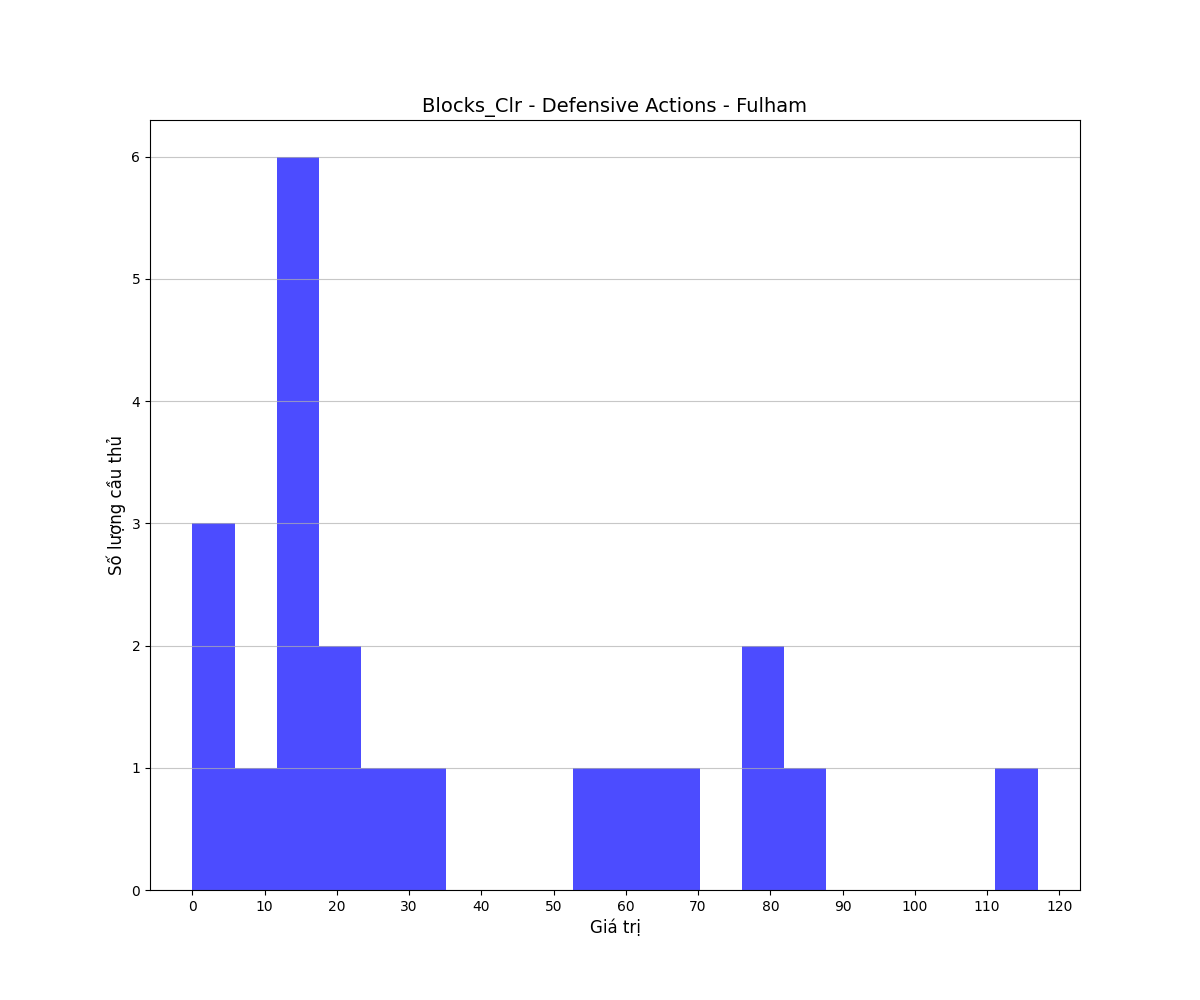 Blocks_Clr - Defensive Actions - Fulham
6
5
4
3
2
1
0
Số lượng cầu thủ
0 10 20 30 40 50 60 70 80 90 100 110 120
Giá trị